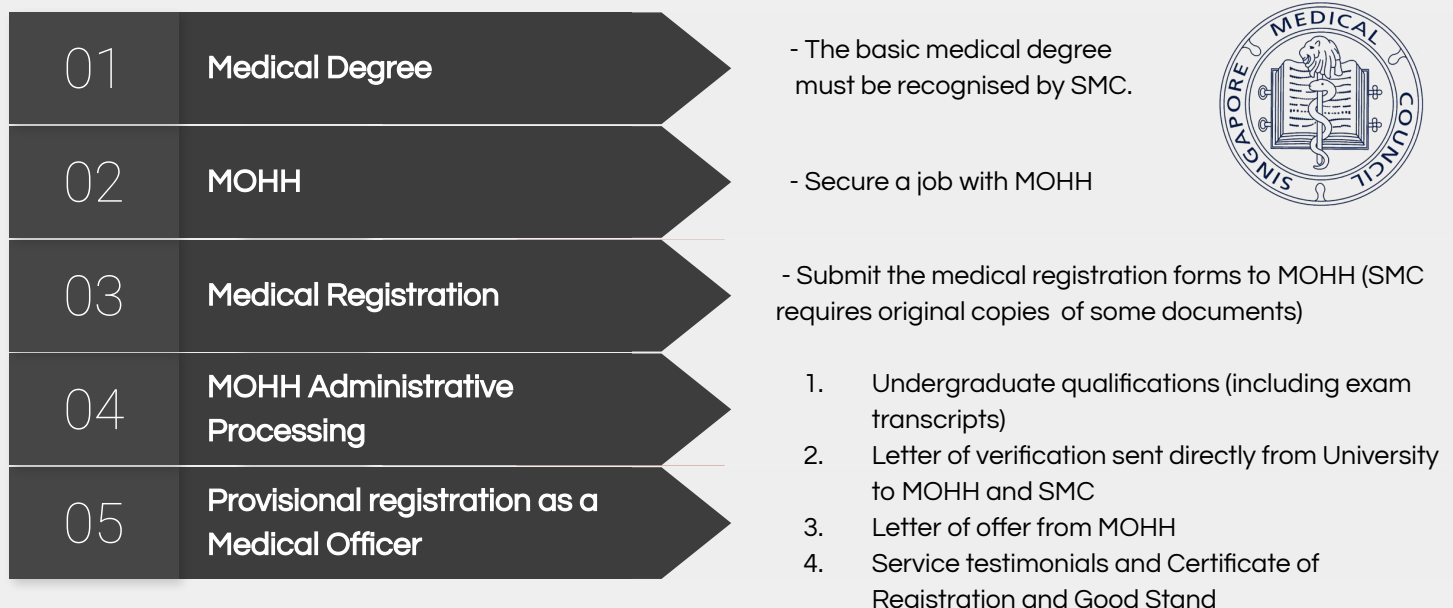 01
Medical Degree
- The basic medical degree
must be recognised by SMC.
SINGAPORE MEDICAL COUNCIL
02
MOHH
- Secure a job with MOHH
03
Medical Registration
- Submit the medical registration forms to MOHH (SMC
requires original copies of some documents)
04
MOHH Administrative
Processing
05
Provisional registration as a
Medical Officer
1. Undergraduate qualifications (including exam
transcripts)
2. Letter of verification sent directly from University
to MOHH and SMC
3. Letter of offer from MOHH
4. Service testimonials and Certificate of
Registration and Good Stand